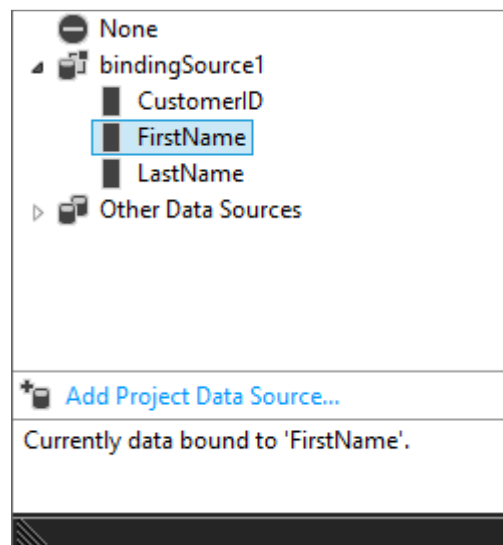 None
bindingSource1
CustomerID
FirstName
LastName
Other Data Sources
Add Project Data Source...
Currently data bound to 'FirstName'.